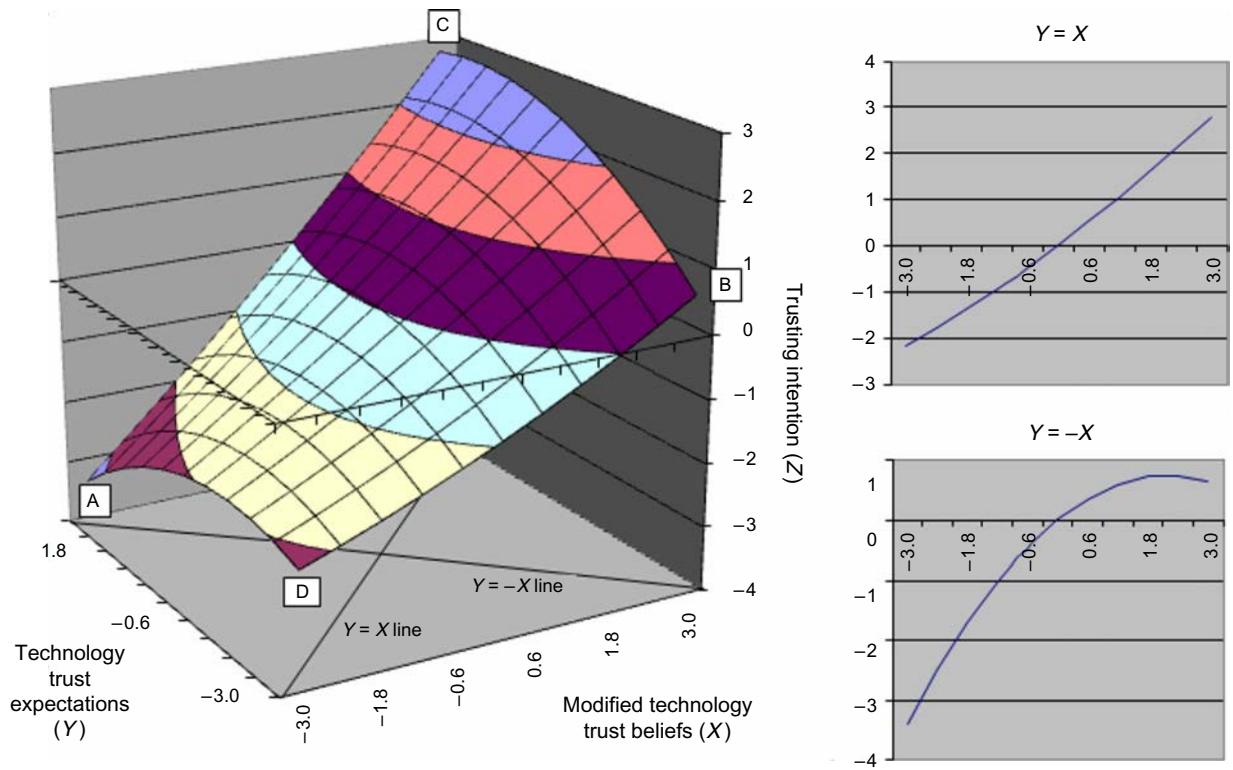 C
3
2
1
B
0
−1
−2
−3
−4
Trusting intention (Z)
A
D
1.8
−0.6
−3.0
Technology
trust
expectations
(Y)
Y = −X line
Y = X line
−3.0
−1.8
−0.6
0.6
1.8
3.0
Modified technology
trust beliefs (X)
Y = X
4
3
2
1
0
−1
−2
−3
−3.0
−1.8
−0.6
0.6
1.8
3.0
Y = −X
1
0
−1
−2
−3
−4
−3.0
−1.8
−0.6
0.6
1.8
3.0